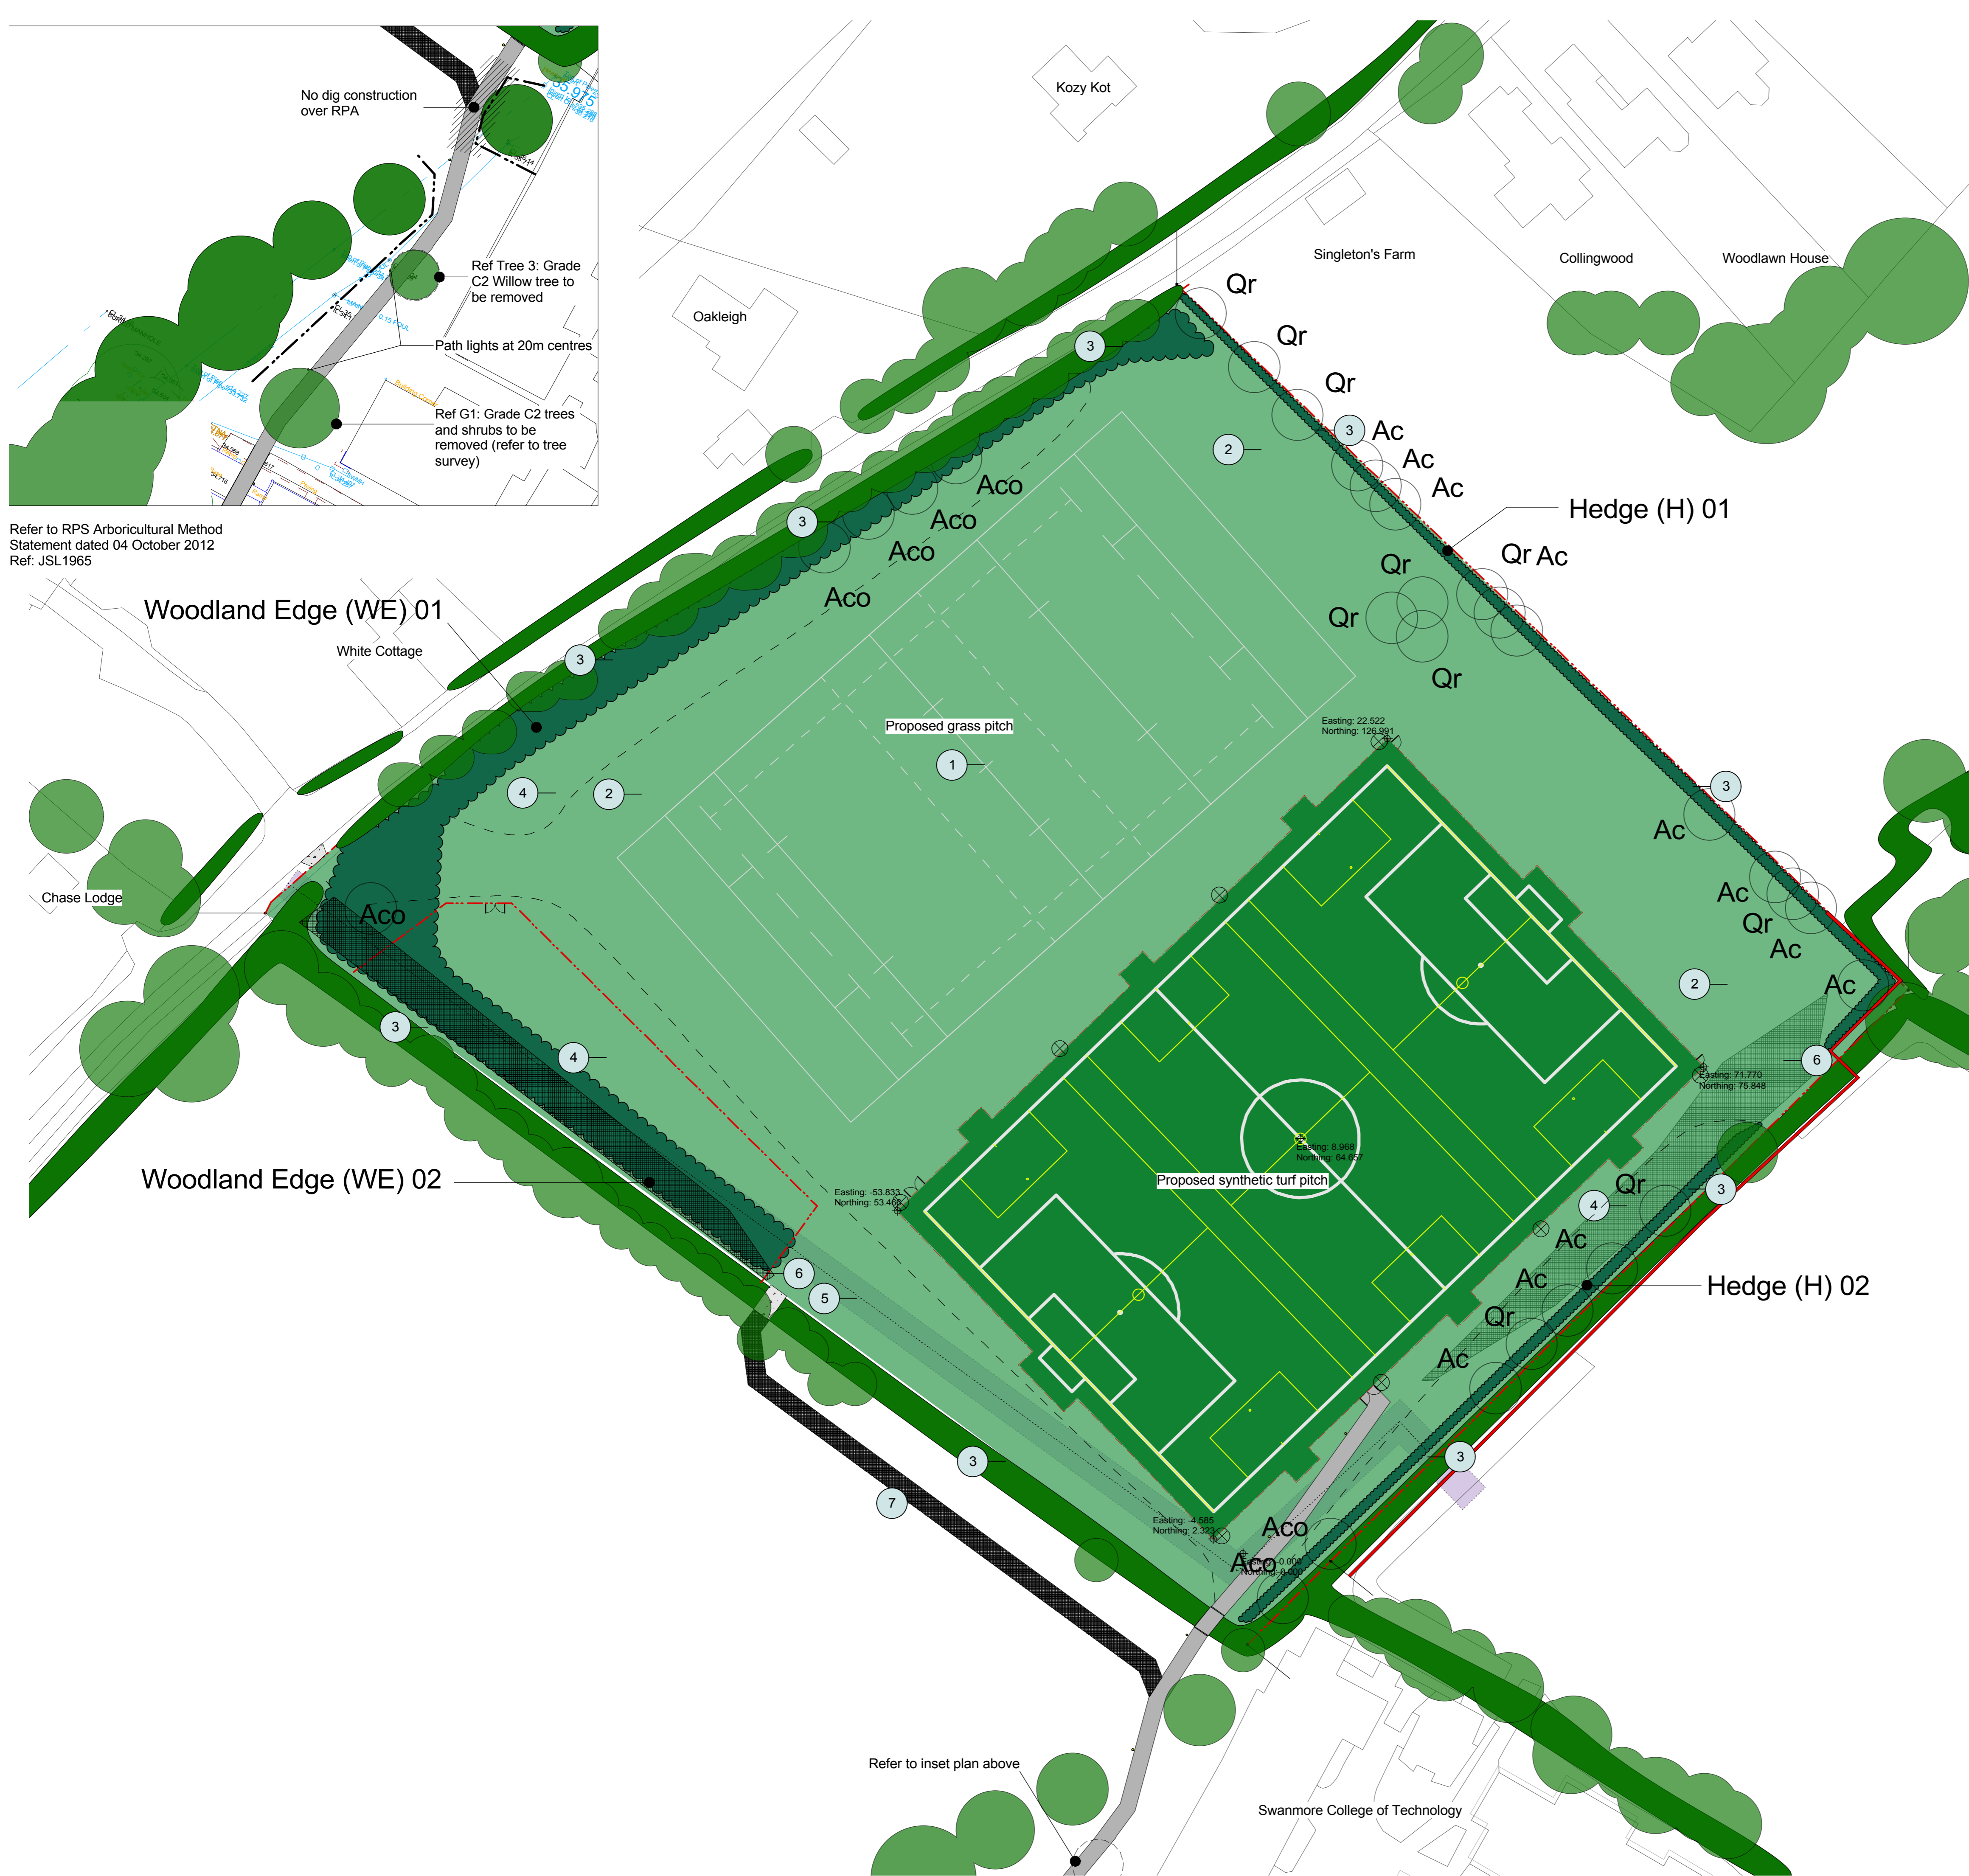 No dig construction
over RPA
Ref Tree 3: Grade
C2 Willow tree to
be removed
Path lights at 20m centres
Ref G1: Grade C2 trees
and shrubs to be
removed (refer to tree
survey)
Refer to RPS Arboricultural Method
Statement dated 04 October 2012
Ref: JSL1965
Kozy Kot
Singleton's Farm
Collingwood
Woodlawn House
Oakleigh
Qr
Qr
Qr
3
3
Ac
2
Ac
Ac
Aco
Hedge (H) 01
3
Aco
Aco
Qr Ac
Qr
Aco
Woodland Edge (WE) 01
Qr
White Cottage
3
Qr
Proposed grass pitch
Easting: 22.522
Northing: 126.991
1
4
2
3
Ac
Chase Lodge
Aco
Ac
Qr
Ac
2
Ac
3
4
6
Easting: 71.770
Northing: 75.848
Easting: 8.968
Northing: 64.657
Woodland Edge (WE) 02
Proposed synthetic turf pitch
Easting: -53.833
Northing: 53.466
Qr
3
4
Ac
6
Ac
Hedge (H) 02
5
Qr
Ac
3
3
7
Easting: -4.585
Northing: 2.323
Aco
Aco
Easting: -0.000
Northing: 0.000
Refer to inset plan above
Swanmore College of Technology